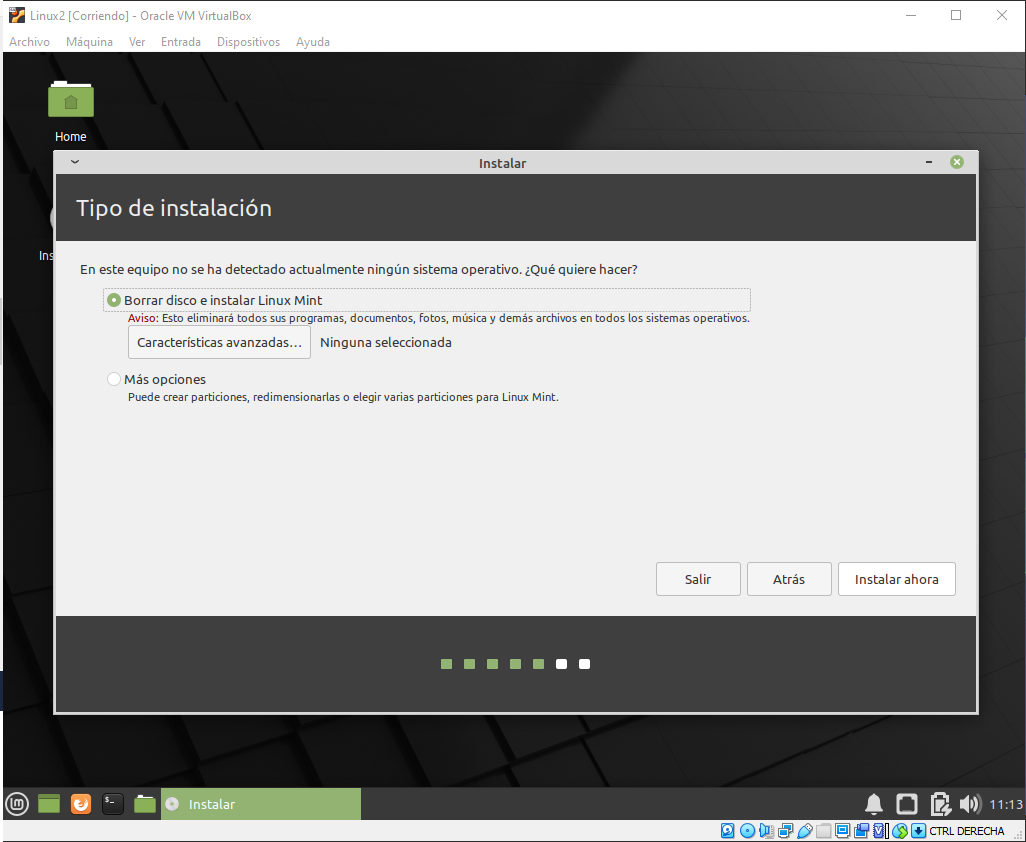 Linux2 [Corriendo] - Oracle VM VirtualBox
Archivo Máquina Ver Entrada Dispositivos Ayuda
Home
Instalar
Tipo de instalación
Ins
En este equipo no se ha detectado actualmente ningún sistema operativo. ¿Qué quiere hacer?
Borrar disco e instalar Linux Mint
Aviso: Esto eliminará todos sus programas, documentos, fotos, música y demás archivos en todos los sistemas operativos.
Características avanzadas... Ninguna seleccionada
Más opciones
Puede crear particiones, redimensionarlas o elegir varias particiones para Linux Mint.
Salir Atrás Instalar ahora
Instalar 11:13
CTRL DERECHA